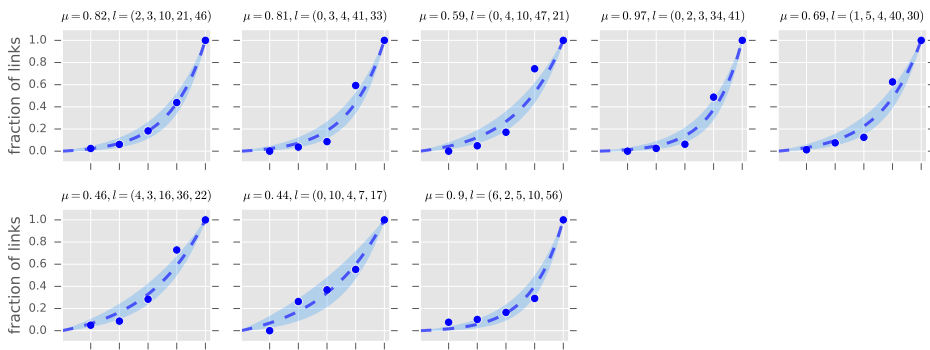 μ = 0.82, l = (2, 3, 10, 21, 46)
μ = 0.81, l = (0, 3, 4, 41, 33)
μ = 0.59, l = (0, 4, 10, 47, 21)
μ = 0.97, l = (0, 2, 3, 34, 41)
μ = 0.69, l = (1, 5, 4, 40, 30)
fraction of links
1.0
0.8
0.6
0.4
0.2
0.0
μ = 0.46, l = (4, 3, 16, 36, 22)
μ = 0.44, l = (0, 10, 4, 7, 17)
μ = 0.9, l = (6, 2, 5, 10, 56)
fraction of links
1.0
0.8
0.6
0.4
0.2
0.0